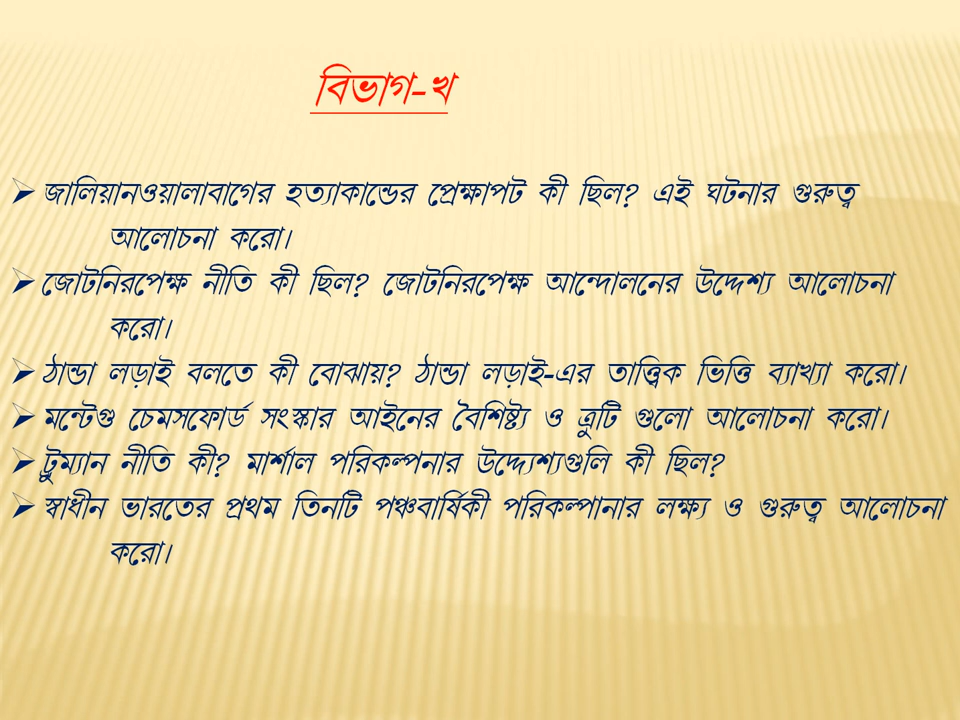 বিভাগ-খ
➢ জালিয়ানওয়ালাবাগের হত্যাকান্ডের প্রেক্ষাপট কী ছিল? এই ঘটনার গুরুত্ব
আলোচনা করো।
➢ জোটনিরপেক্ষ নীতি কী ছিল? জোটনিরপেক্ষ আন্দোলনের উদ্দেশ্য আলোচনা
করো।
➢ ঠান্ডা লড়াই বলতে কী বোঝায়? ঠান্ডা লড়াই-এর তাত্ত্বিক ভিত্তি ব্যাখ্যা করো।
➢ মন্টেগু চেমসফোর্ড সংস্কার আইনের বৈশিষ্ট্য ও ত্রুটি গুলো আলোচনা করো।
➢ ট্রুম্যান নীতি কী? মার্শাল পরিকল্পনার উদ্দ্যেশ্যগুলি কী ছিল?
➢ স্বাধীন ভারতের প্রথম তিনটি পঞ্চবার্ষিকী পরিকল্পানার লক্ষ্য ও গুরুত্ব আলোচনা
করো।